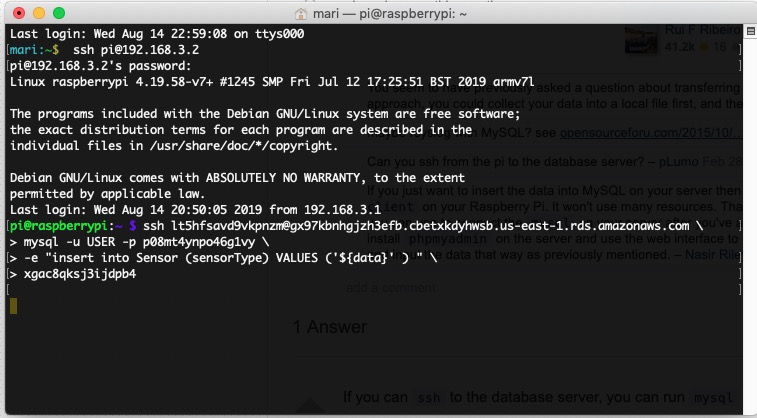 mari — pi@raspberrypi: ~
Last login: Wed Aug 14 22:59:08 on ttys000
[mari:~$ ssh pi@192.3.168.2
[pi@192.168.3.2's password:
Linux raspberrypi 4.19.58-v7+ #1245 SMP Fri Jul 12 17:25:51 BST 2019 armv7l
The programs included with the Debian GNU/Linux system are free software;
the exact distribution terms for each program are described in the
individual files in /usr/share/doc/*/copyright.
Debian GNU/Linux comes with ABSOLUTELY NO WARRANTY, to the extent
permitted by applicable law.
Last login: Wed Aug 14 20:50:05 2019 from 192.168.3.1
[pi@raspberrypi:~ $ ssh lt5hfsavd9vkpnzm@gx97kbnhgjzh3efb.cbetxkdyhwsb.us-east-1.rds.amazonaws.com \
[> mysql -u USER -p p08mt4ynpo46g1vy \
[> -e "insert into Sensor (sensorType) VALUES ('${data}' ) " \
[> xgac8qksj3ijdpb4
[
Rui F Ribeiro
41.2k 16
You seem to have previously asked a question about transferring
approach, you could collect your data into a local file first, and the
with MySQL? see opensourceforu.com/2015/10/...
Can you ssh from the pi to the database server? – pLumo Feb 28
If you just want to insert the data into MySQL on your server then
client on your Raspberry Pi. It won't use many resources.
install phpmyadmin on the server and use the web interface to
the data that way as previously mentioned. – Nasir Rile
add a comment
1 Answer
If you can ssh to the database server, you can run mysql